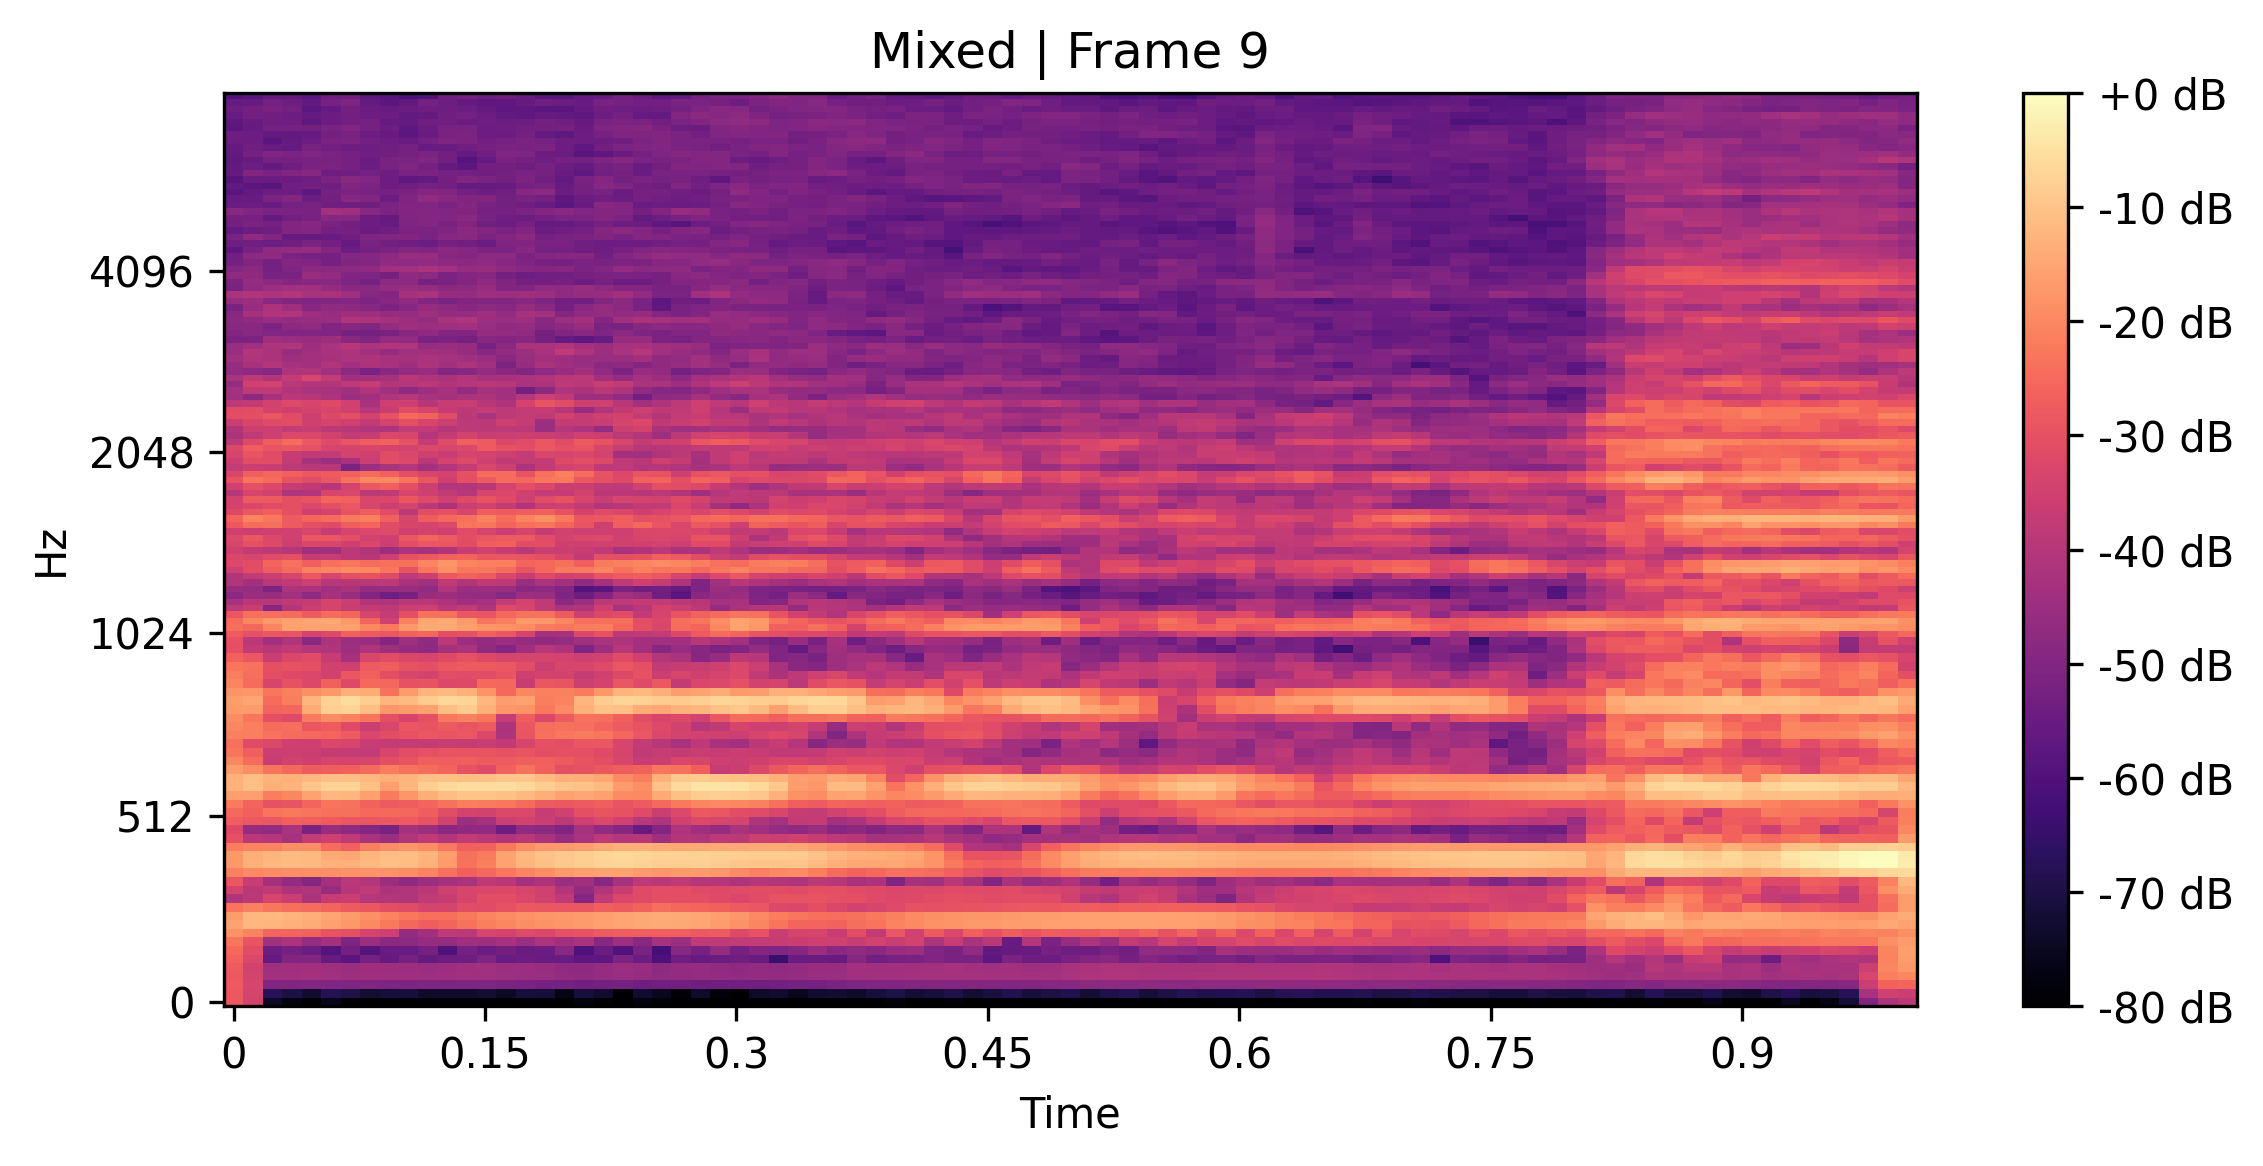 Mixed | Frame 9
Hz
4096
2048
1024
512
0
0
0.15
0.3
0.45
0.6
0.75
0.9
Time
+0 dB
-10 dB
-20 dB
-30 dB
-40 dB
-50 dB
-60 dB
-70 dB
-80 dB